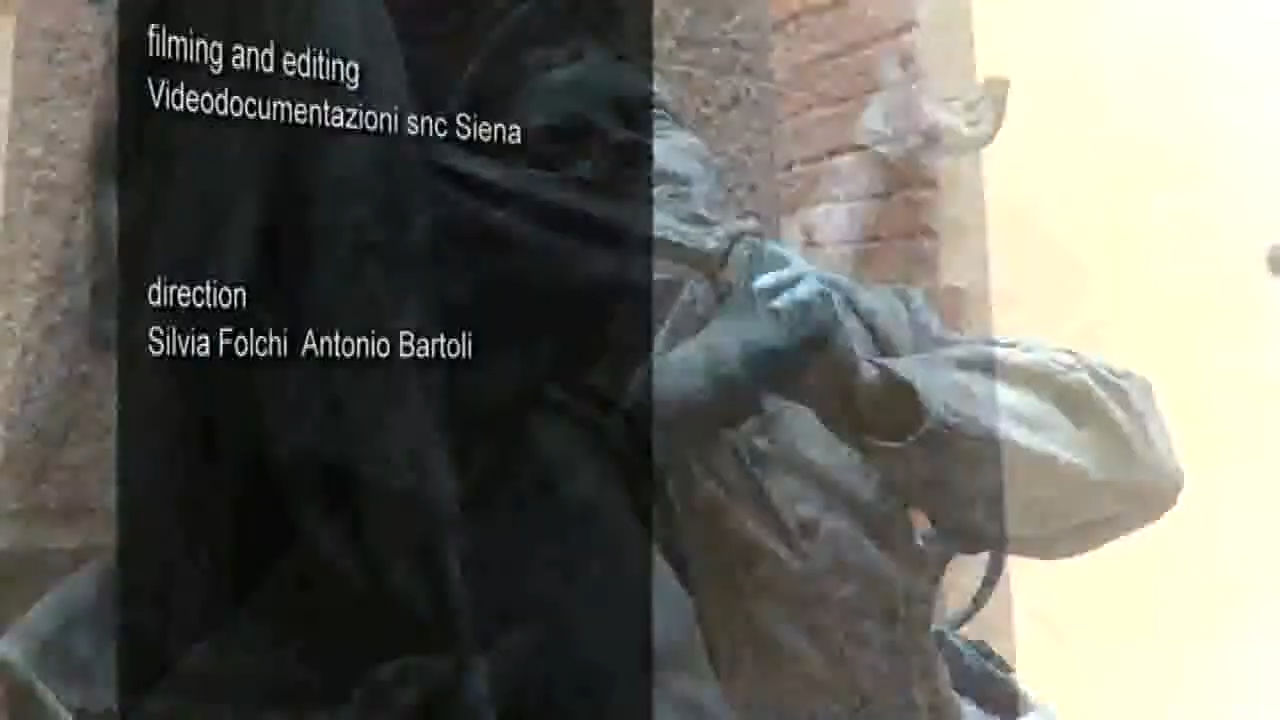 filming and editing
Videodocumentazioni snc Siena
direction
Silvia Folchi Antonio Bartoli